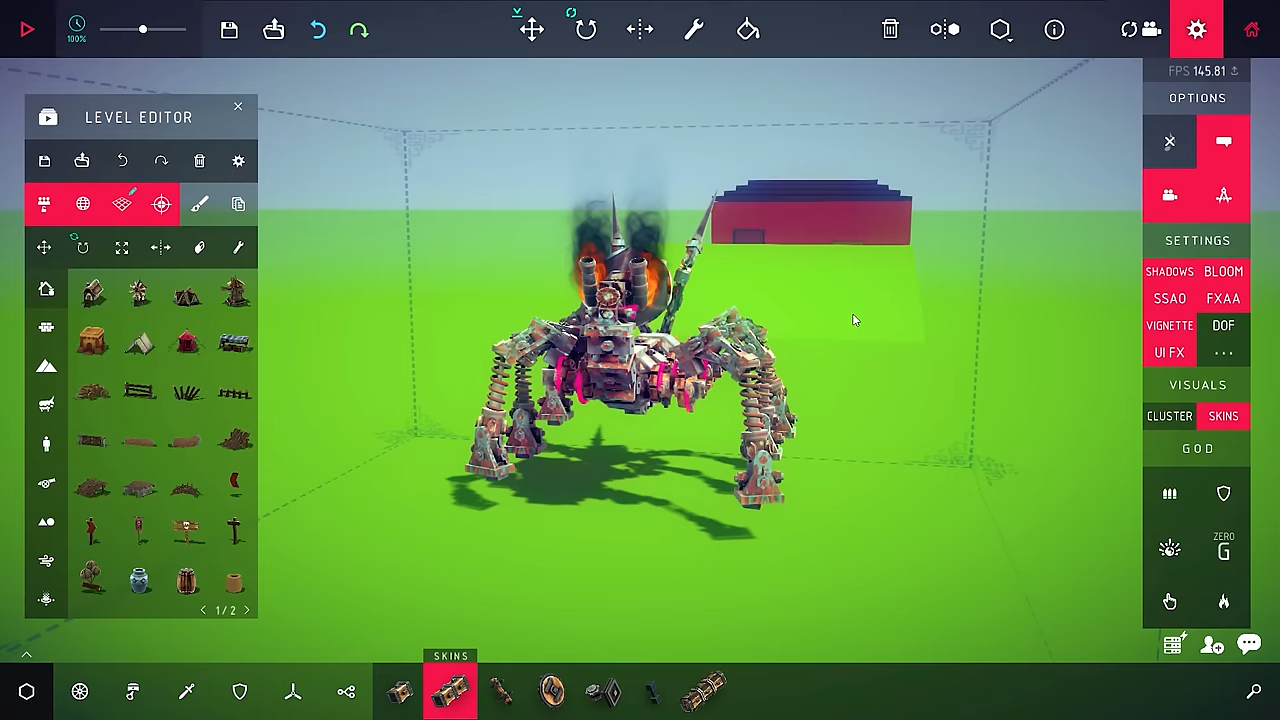 100%
FPS 145.81
LEVEL EDITOR
OPTIONS
SETTINGS
SHADOWS BLOOM
SSAO FXAA
VIGNETTE DOF
UI FX ...
VISUALS
CLUSTER SKINS
GOD
ZERO
G
< 1/2 >
SKINS